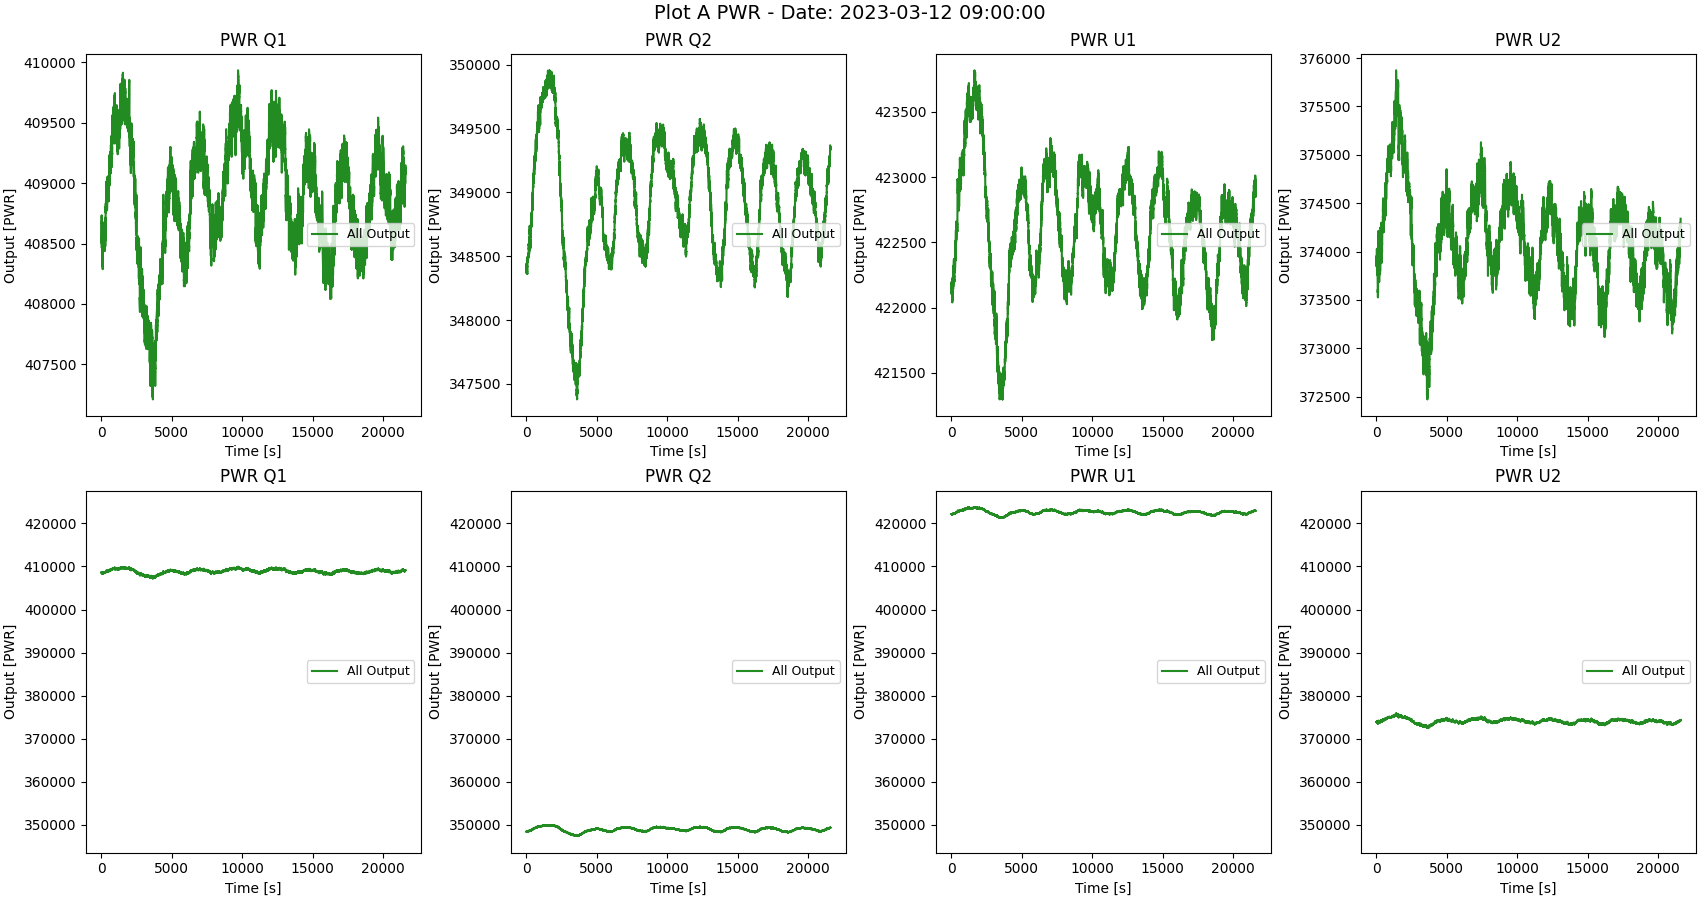 Plot A PWR - Date: 2023-03-12 09:00:00
PWR Q1
Output [PWR]
410000
409500
409000
408500
408000
407500
All Output
0 5000 10000 15000 20000
Time [s]
PWR Q2
Output [PWR]
350000
349500
349000
348500
348000
347500
All Output
0 5000 10000 15000 20000
Time [s]
PWR U1
Output [PWR]
423500
423000
422500
422000
421500
All Output
0 5000 10000 15000 20000
Time [s]
PWR U2
Output [PWR]
376000
375500
375000
374500
374000
373500
373000
372500
All Output
0 5000 10000 15000 20000
Time [s]
PWR Q1
Output [PWR]
420000
410000
400000
390000
380000
370000
360000
350000
All Output
0 5000 10000 15000 20000
Time [s]
PWR Q2
Output [PWR]
420000
410000
400000
390000
380000
370000
360000
350000
All Output
0 5000 10000 15000 20000
Time [s]
PWR U1
Output [PWR]
420000
410000
400000
390000
380000
370000
360000
350000
All Output
0 5000 10000 15000 20000
Time [s]
PWR U2
Output [PWR]
420000
410000
400000
390000
380000
370000
360000
350000
All Output
0 5000 10000 15000 20000
Time [s]